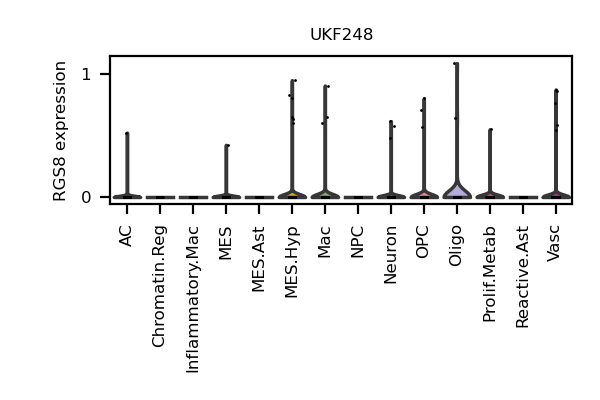 UKF248
RGS8 expression
1
0
AC
Chromatin.Reg
Inflammatory.Mac
MES
MES.Ast
MES.Hyp
Mac
NPC
Neuron
OPC
Oligo
Prolif.Metab
Reactive.Ast
Vasc